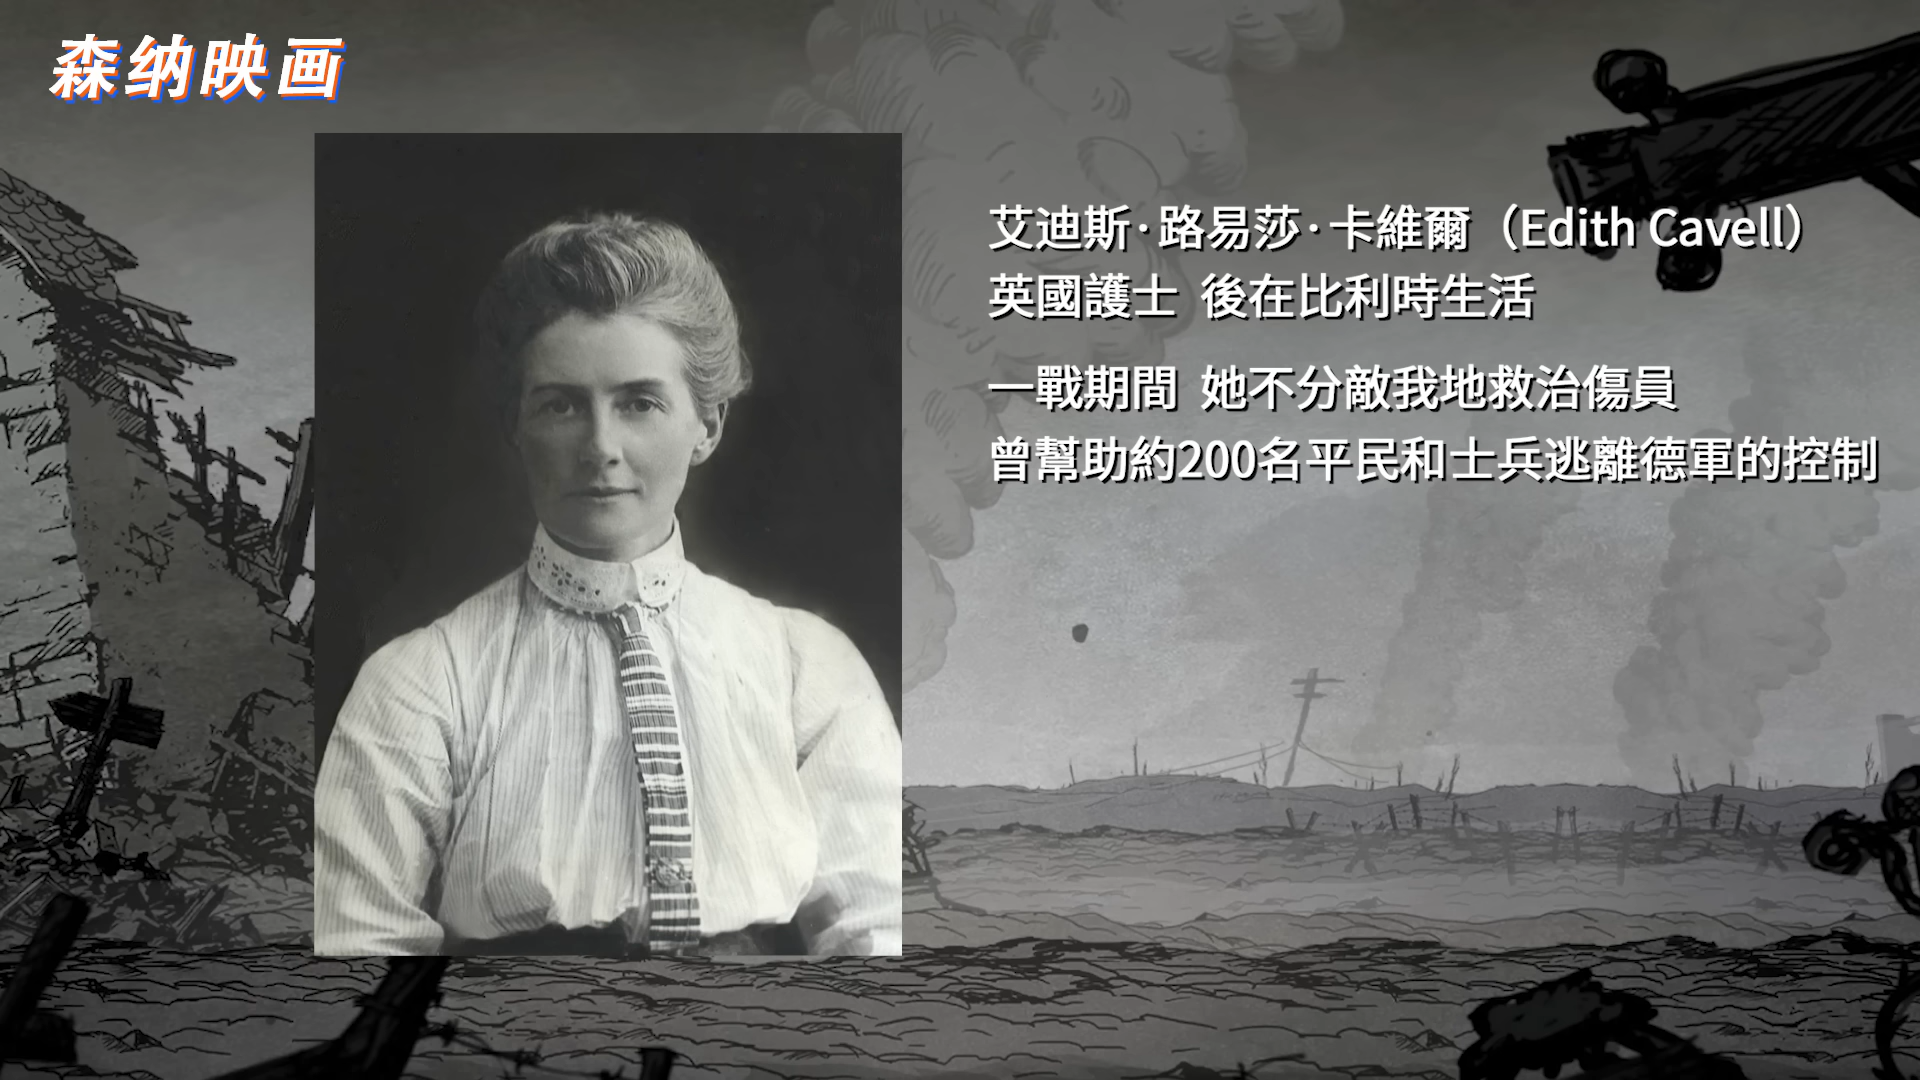 森纳映画
艾迪斯·路易莎·卡維爾（Edith Cavell）
英國護士 後在比利時生活
一戰期間 她不分敵我地救治傷員
曾幫助約200名平民和士兵逃離德軍的控制